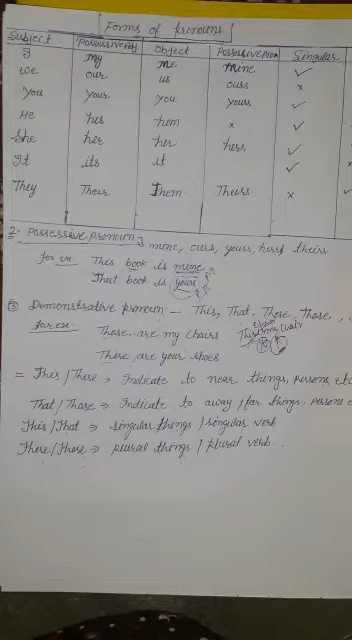 Forms of pronouns
Subject Possessive Adj Object Possessive Pron Singular
I my me mine ✓
We our us ours x
You your you yours ✓
He his him x ✓
She her her hers ✓
It its it ✓
They Their Them Theirs x
2. Possessive pronoun } mine, ours, yours, hers, theirs
for ex: This book is mine.
That book is yours
③ Demonstrative pronoun - This, That, These, Those,
for ex:
Those are my chairs
These are your shoes.
= This/These ⇒ Indicate to near things, persons etc
That/Those ⇒ Indicate to away/far things, persons
This/That ⇒ singular things/singular verb
These/Those ⇒ plural things/plural verb.